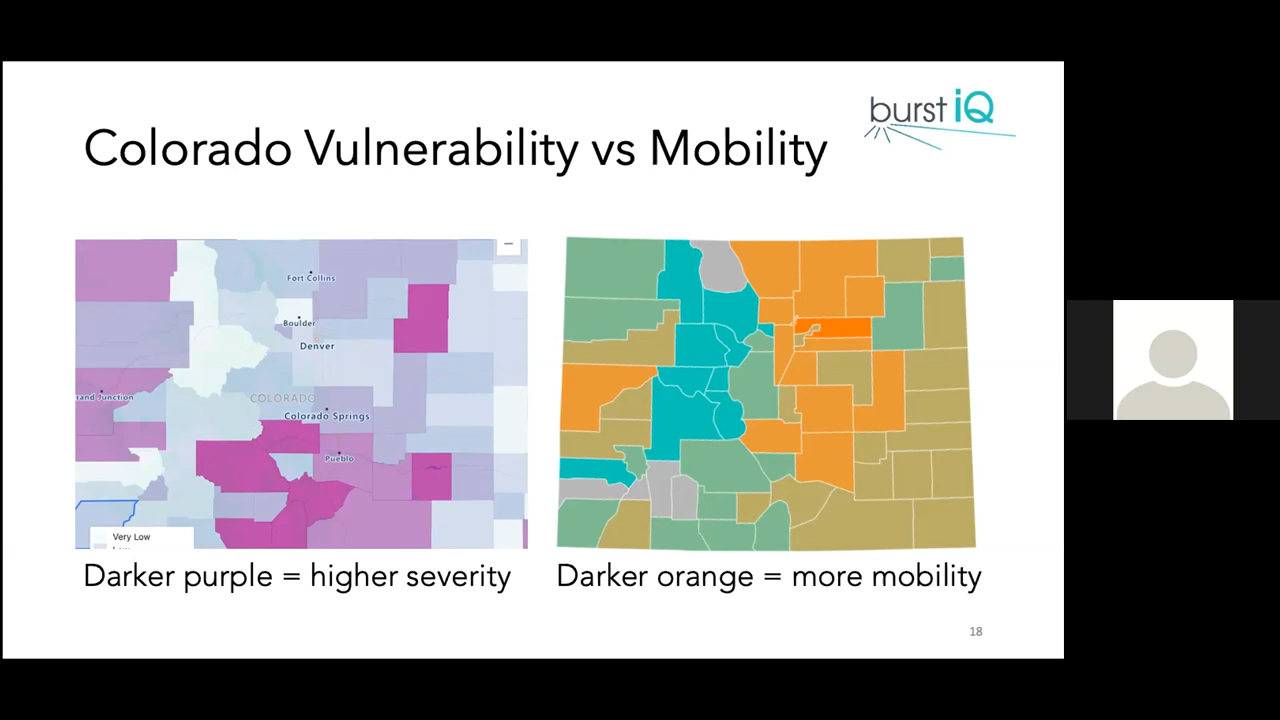 burst iQ
Colorado Vulnerability vs Mobility
Fort Collins
Boulder
Denver
COLORADO
rand Junction
Colorado Springs
Pueblo
Very Low
Darker purple = higher severity
Darker orange = more mobility
18